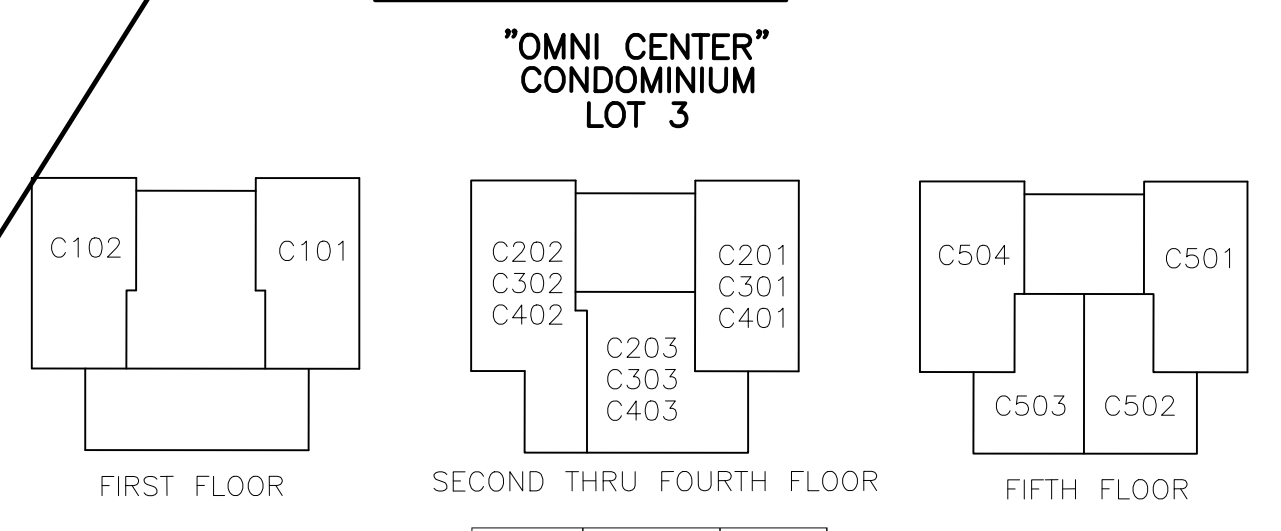 "OMNI CENTER"
CONDOMINIUM
LOT 3
C102
C101
FIRST FLOOR
C202
C302
C402
C201
C301
C401
C203
C303
C403
SECOND THRU FOURTH FLOOR
C504
C501
C503
C502
FIFTH FLOOR